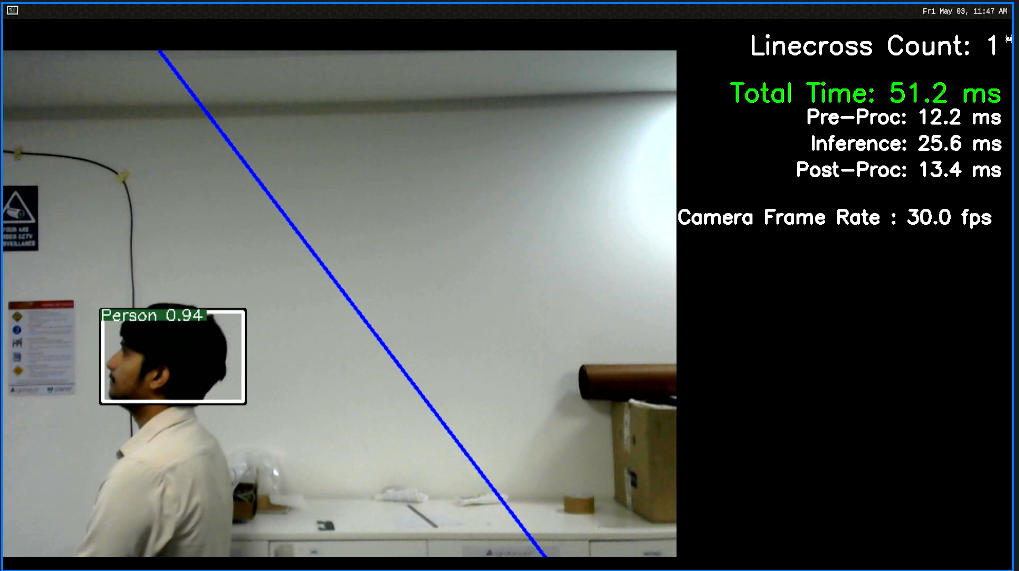 Fri May 03, 11:47 AM
Linecross Count: 1
Total Time: 51.2 ms
Pre-Proc: 12.2 ms
Inference: 25.6 ms
Post-Proc: 13.4 ms
Camera Frame Rate : 30.0 fps
YOUR ARE
UNDER CCTV
SURVEILLANCE
Person 0.94